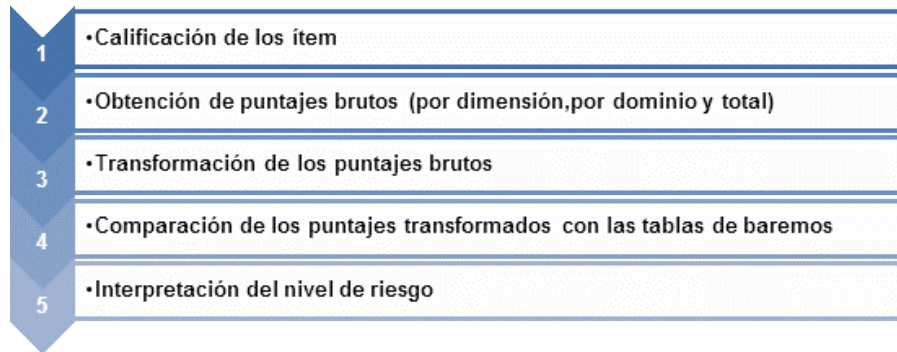 1 •Calificación de los ítem
2 •Obtención de puntajes brutos (por dimensión,por dominio y total)
3 •Transformación de los puntajes brutos
4 •Comparación de los puntajes transformados con las tablas de baremos
5 •Interpretación del nivel de riesgo